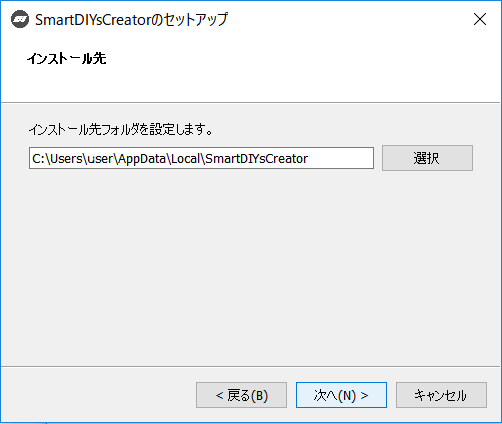 SmartDIYsCreatorのセットアップ
インストール先
インストール先フォルダを設定します。
C:\Users\user\AppData\Local\SmartDIYsCreator
選択
< 戻る(B)
次へ(N) >
キャンセル